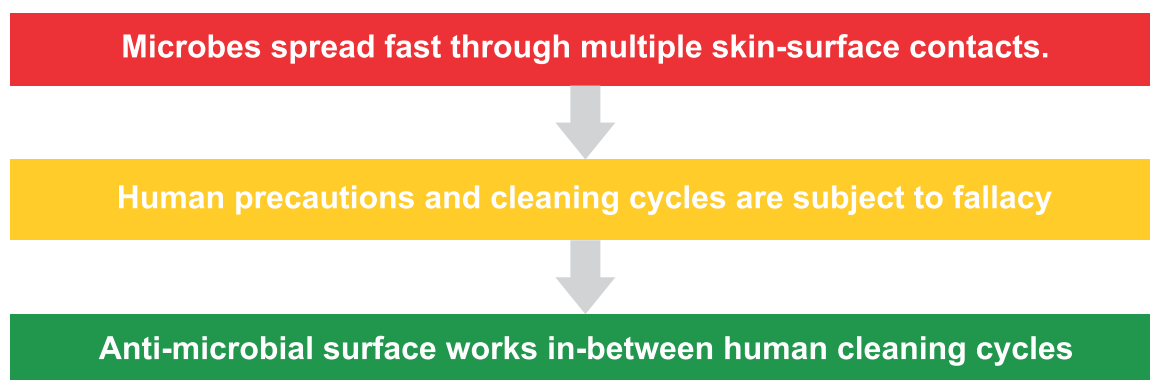 Microbes spread fast through multiple skin-surface contacts.
Human precautions and cleaning cycles are subject to fallacy
Anti-microbial surface works in-between human cleaning cycles